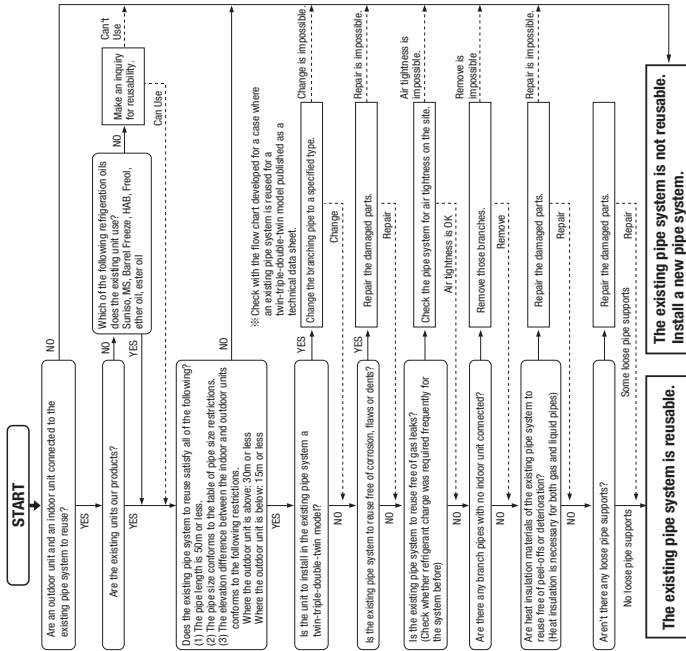 START
Are an outdoor unit and an indoor unit connected to the
existing pipe system to reuse?
NO
YES
Are the existing units our products?
NO
YES
Which of the following refrigeration oils
does the existing unit use?
Suniso, MS, Barrel Freeze, HAB, Freol,
ether oil, ester oil
NO
YES
Make an inquiry
for reusability.
Can't
Use
Can Use
Does the existing pipe system to reuse satisfy all of the following?
(1) The pipe length is 50m or less.
(2) The pipe size conforms to the table of pipe size restrictions.
(3) The elevation difference between the indoor and outdoor units
conforms to the following restrictions.
Where the outdoor unit is above: 30m or less
Where the outdoor unit is below: 15m or less
NO
YES
※Check with the flow chart developed for a case where
an existing pipe system is reused for a
twin-triple-double-twin model published as a
technical data sheet.
Is the unit to install in the existing pipe system a
twin-triple-double-twin model?
YES
Change the branching pipe to a specified type.
Change is impossible.
Change
NO
Is the existing pipe system to reuse free of corrosion, flaws or dents?
YES
Repair the damaged parts.
Repair is impossible.
Repair
NO
Is the existing pipe system to reuse free of gas leaks?
(Check whether refrigerant charge was required frequently for
the system before)
Check the pipe system for air tightness on the site.
Air tightness is
impossible.
Air tightness is OK
NO
Are there any branch pipes with no indoor unit connected?
Remove those branches.
Remove is
impossible
Remove
NO
Are heat insulation materials of the existing pipe system to
reuse free of peel-offs or deterioration?
(Heat insulation is necessary for both gas and liquid pipes)
Repair the damaged parts.
Repair is impossible.
Repair
NO
Aren't there any loose pipe supports?
Repair the damaged parts.
Repair
No loose pipe supports
Some loose pipe supports
The existing pipe system is reusable.
The existing pipe system is not reusable.
Install a new pipe system.